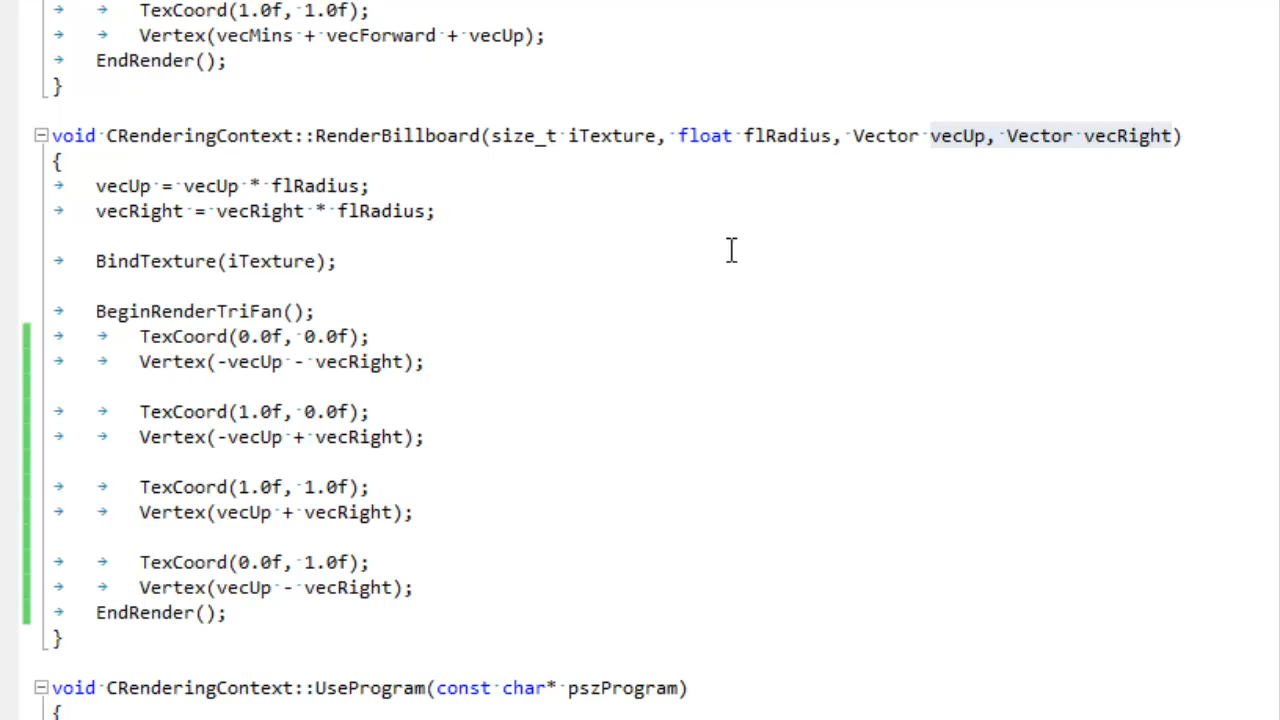 TexCoord(1.0f, 1.0f);
Vertex(vecMins + vecForward + vecUp);
EndRender();
}
void CRenderingContext::RenderBillboard(size_t iTexture, float flRadius, Vector vecUp, Vector vecRight)
{
vecUp = vecUp * flRadius;
vecRight = vecRight * flRadius;
BindTexture(iTexture);
BeginRenderTriFan();
TexCoord(0.0f, 0.0f);
Vertex(-vecUp - vecRight);
TexCoord(1.0f, 0.0f);
Vertex(-vecUp + vecRight);
TexCoord(1.0f, 1.0f);
Vertex(vecUp + vecRight);
TexCoord(0.0f, 1.0f);
Vertex(vecUp - vecRight);
EndRender();
}
void CRenderingContext::UseProgram(const char* pszProgram)
{